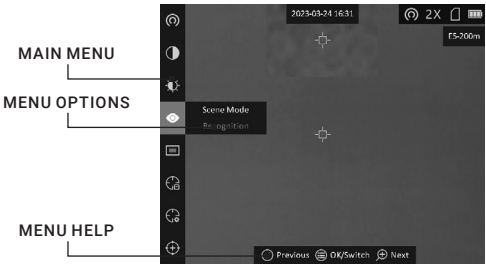 2023-03-24 16:31
2X
E5-200m
MAIN MENU
MENU OPTIONS
Scene Mode
Recognition
MENU HELP
Previous OK/Switch Next